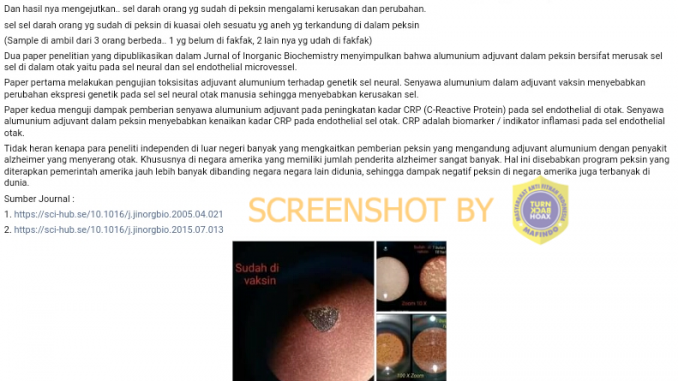 Dan hasil nya mengejutkan.. sel darah orang yg sudah di peksin mengalami kerusakan dan perubahan.
sel sel darah orang yg sudah di peksin di kuasai oleh sesuatu yg aneh yg terkandung di dalam peksin
(Sample di ambil dari 3 orang berbeda.. 1 yg belum di fakfak, 2 lain nya yg udah di fakfak)
Dua paper penelitian yang dipublikasikan dalam Jurnal of Inorganic Biochemistry menyimpulkan bahwa alumunium adjuvant dalam peksin bersifat merusak sel
sel di dalam otak yaitu pada sel neural dan sel endothelial microvessel.
Paper pertama melakukan pengujian toksisitas adjuvant alumunium terhadap genetik sel neural. Senyawa alumunium dalam adjuvant vaksin menyebabkan
perubahan ekspresi genetik pada sel sel neural otak manusia sehingga menyebabkan kerusakan sel.
Paper kedua menguji dampak pemberian senyawa alumunium adjuvant pada peningkatan kadar CRP (C-Reactive Protein) pada sel endothelial di otak. Senyawa
alumunium adjuvant dalam peksin menyebabkan kenaikan kadar CRP pada endothelial sel otak. CRP adalah biomarker / indikator inflamasi pada sel endothelial
otak.
Tidak heran kenapa para peneliti independen di luar negeri banyak yang mengkaitkan pemberian peksin yang mengandung adjuvant alumunium dengan penyakit
alzheimer yang menyerang otak. Khususnya di negara amerika yang memiliki jumlah penderita alzheimer sangat banyak. Hal ini disebabkan program peksin yang
diterapkan pemerintah amerika jauh lebih banyak dibanding negara negara lain didunia, sehingga dampak negatif peksin di negara amerika juga terbanyak di
dunia.
Sumber Journal :
1. https://sci-hub.se/10.1016/j.jinorgbio.2005.04.021
2. https://sci-hub.se/10.1016/j.jinorgbio.2015.07.013
SCREENSHOT BY
MASYARAKAT ANTI FITNAH INDONESIA
TURN
BACK
HOAX
MAFINDO
Sudah di
vaksin
Zoom 10 X
100 X Zoom